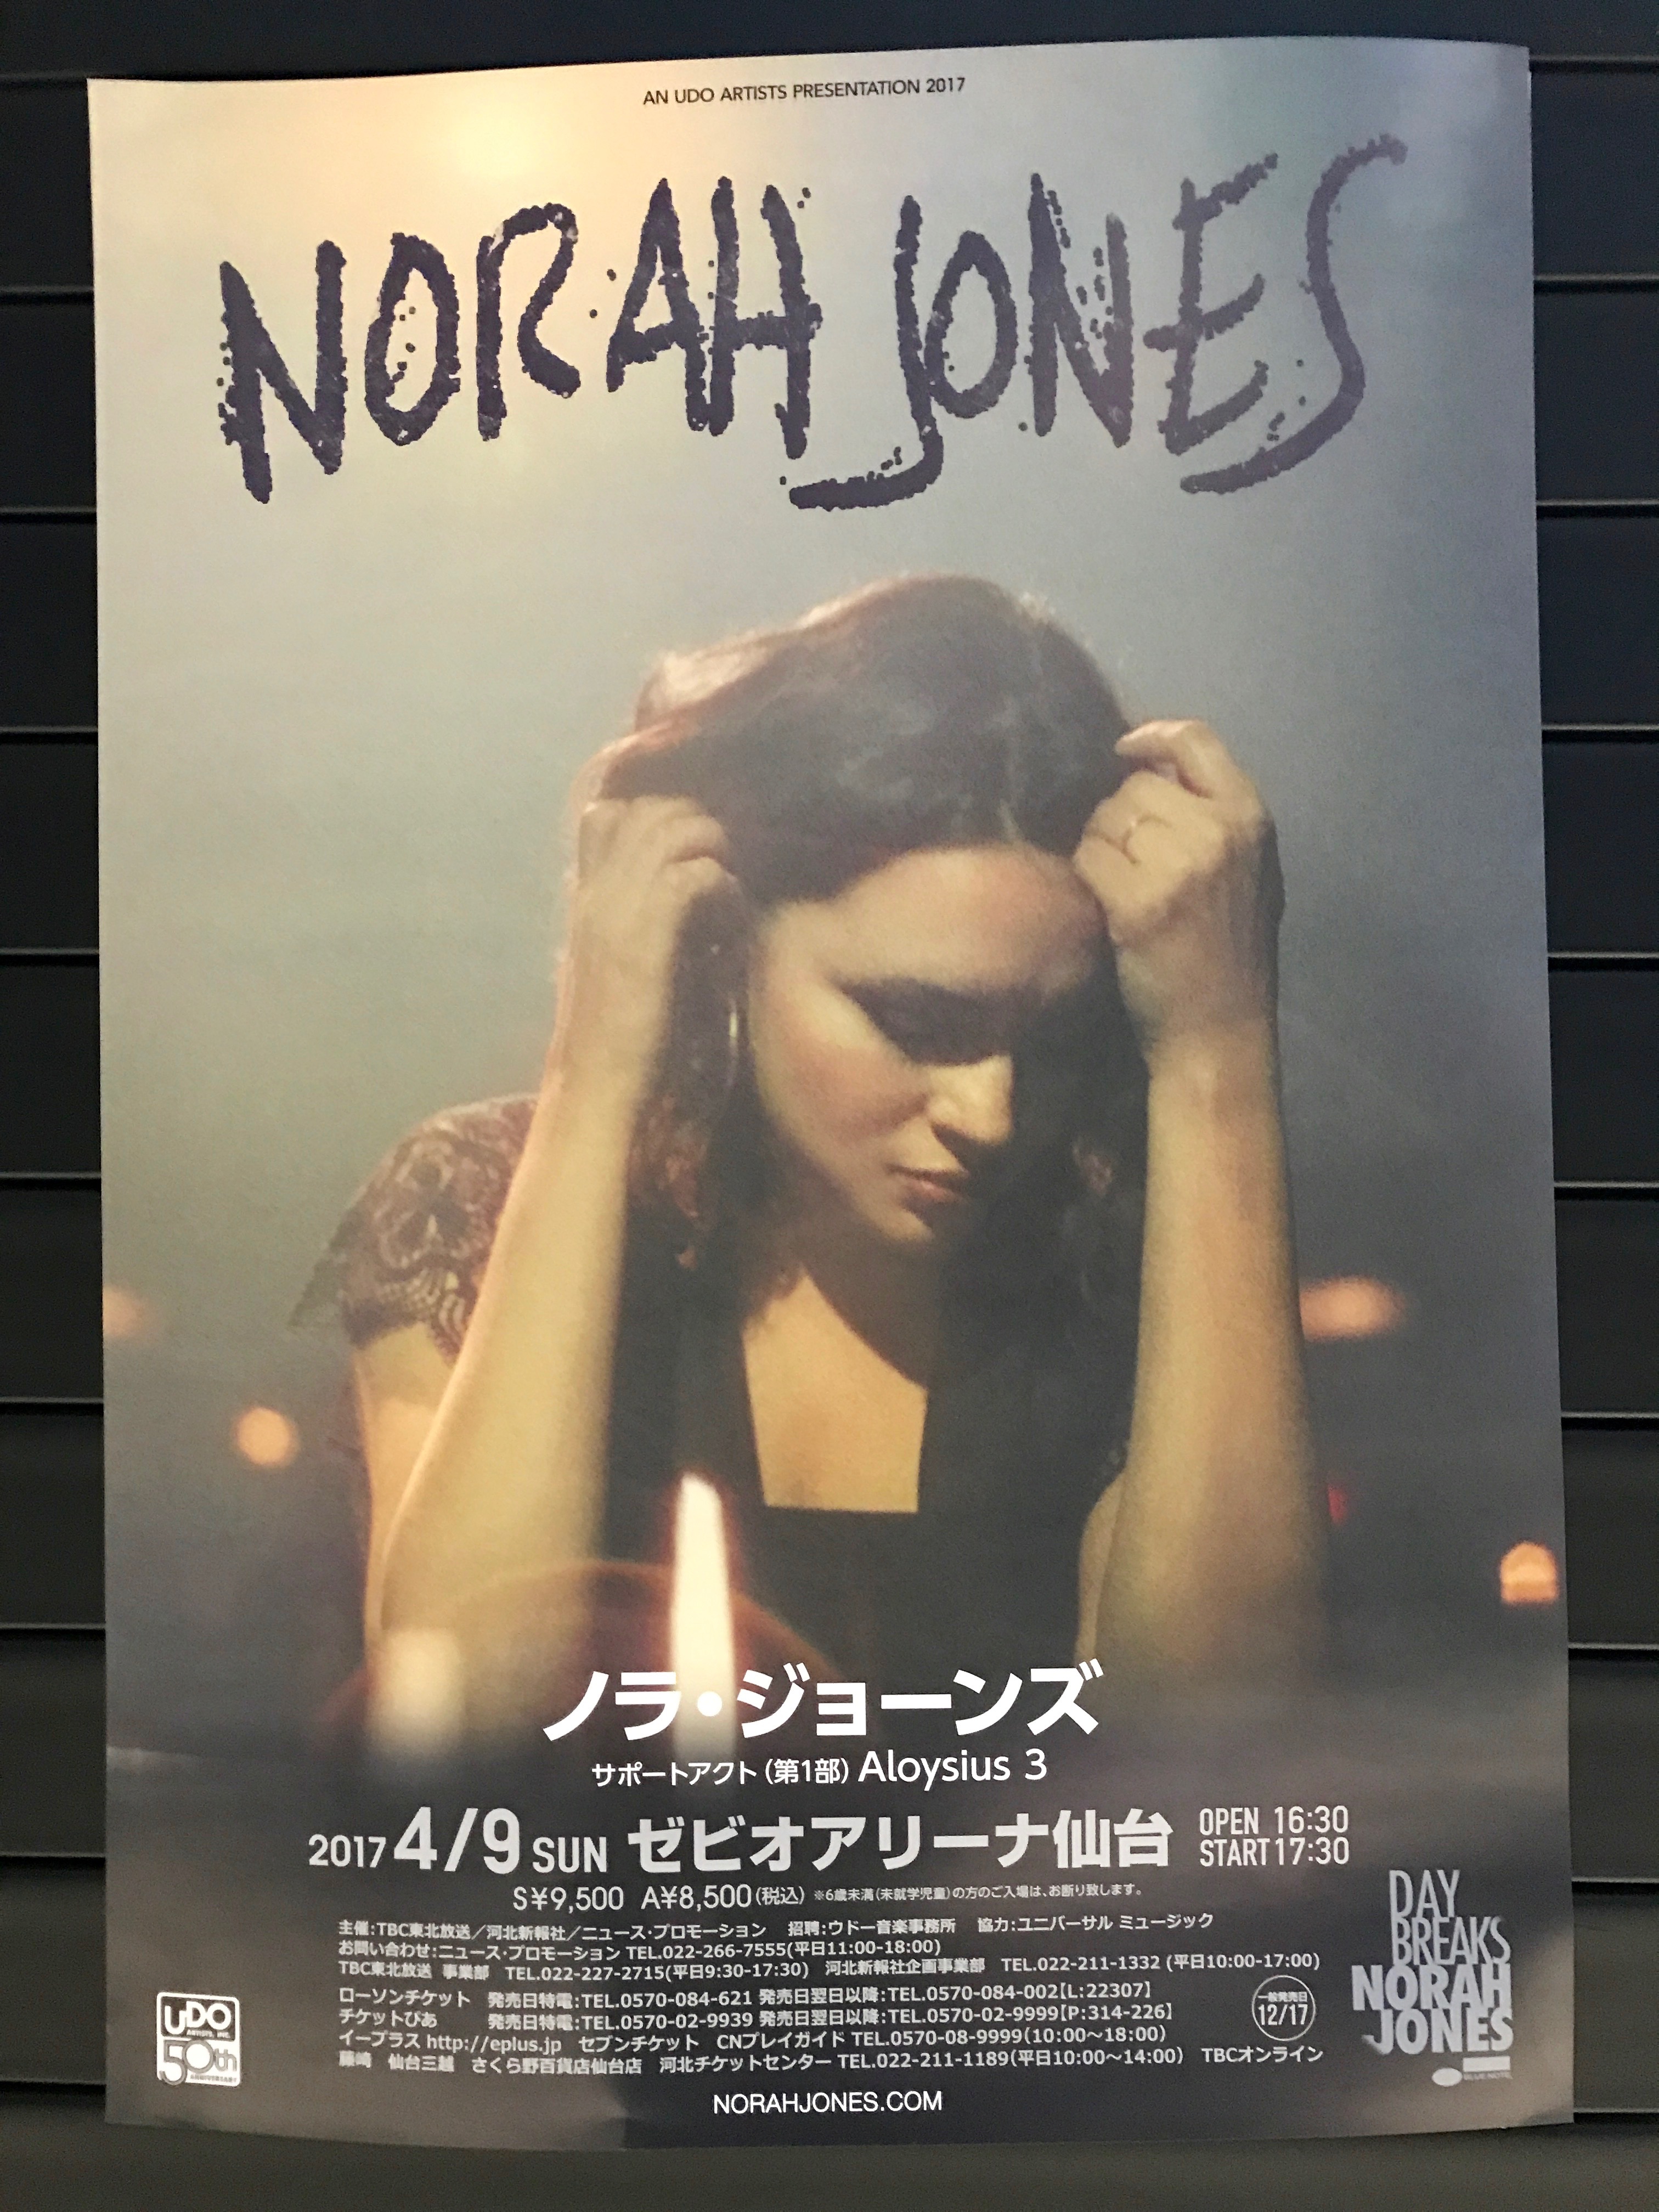 AN UDO ARTISTS PRESENTATION 2017
NORAH JONES
ノラ・ジョーンズ
サポートアクト(第1部) Aloysius 3
2017 4/9 SUN ゼビオアリーナ仙台 OPEN 16:30
START 17:30
S¥9,500 A¥8,500(税込) ※6歳未満(未就学児童)の方のご入場は、お断り致します。
主催:TBC東北放送／河北新報社／ニュース・プロモーション 招聘:ウドー音楽事務所 協力:ユニバーサル ミュージック
お問い合わせ:ニュース・プロモーション TEL.022-266-7555(平日11:00-18:00)
TBC東北放送 事業部 TEL.022-227-2715(平日9:30-17:30) 河北新報社企画事業部 TEL.022-211-1332 (平日10:00-17:00)
ローソンチケット 発売日特電:TEL.0570-084-621 発売日翌日以降:TEL.0570-084-002【L:22307】
チケットぴあ 発売日特電:TEL.0570-02-9939 発売日翌日以降:TEL.0570-02-9999【P:314-226】
イープラス http://eplus.jp セブンチケット CNプレイガイド TEL.0570-08-9999(10:00～18:00)
藤崎 仙台三越 さくら野百貨店仙台店 河北チケットセンター TEL.022-211-1189(平日10:00～14:00) TBCオンライン
一般発売日
12/17
DAY
BREAKS
NORAH
JONES
BLUE NOTE
UDO
ARTISTS, INC.
50th
ANNIVERSARY
NORAHJONES.COM